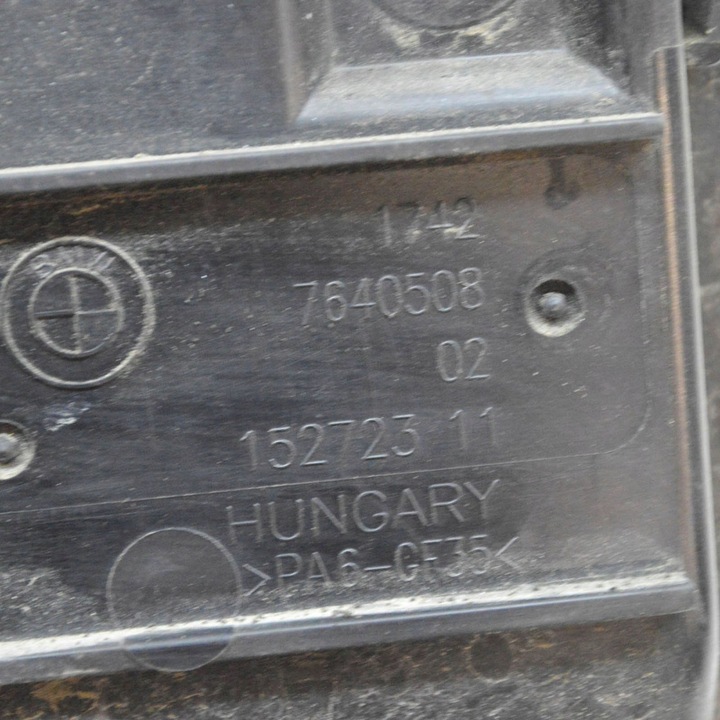 BMW
1742
7640508
02
152723 11
HUNGARY
>PA6-GF35<